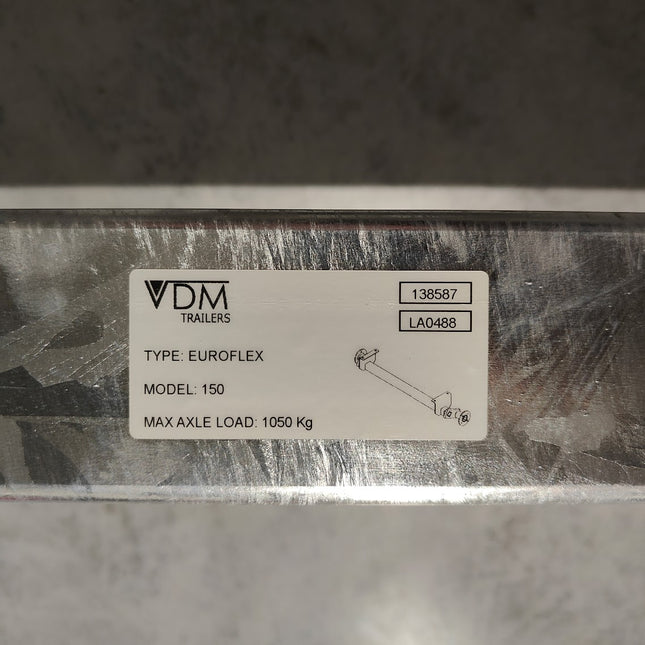 VDM
TRAILERS
138587
LA0488
TYPE: EUROFLEX
MODEL: 150
MAX AXLE LOAD: 1050 Kg